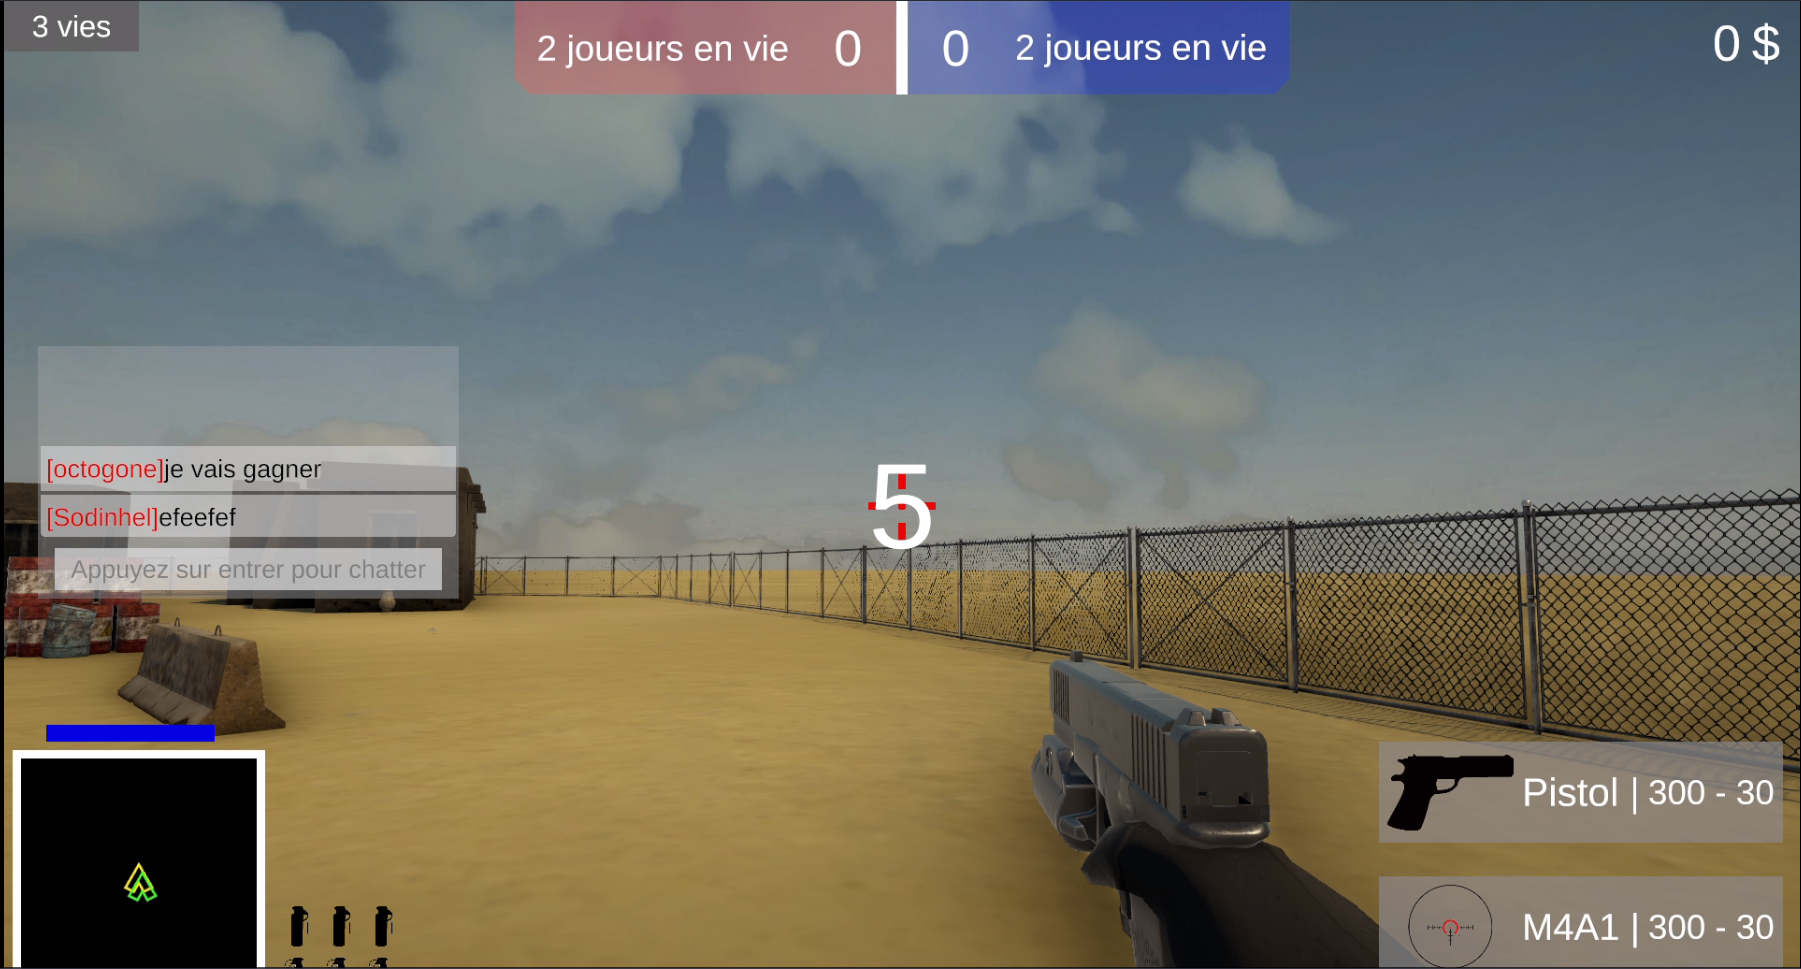 3 vies
2 joueurs en vie 0
0 2 joueurs en vie
0 $
[octogone]je vais gagner
[Sodinhel]efeefef
Appuyez sur entrer pour chatter
5
Pistol | 300 - 30
M4A1 | 300 - 30